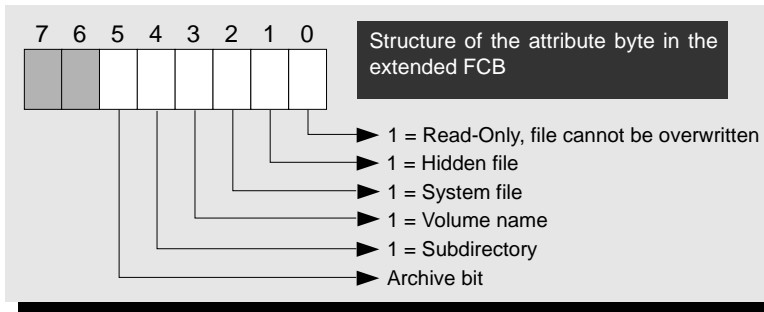 7 6 5 4 3 2 1 0
Structure of the attribute byte in the
extended FCB
1 = Read-Only, file cannot be overwritten
1 = Hidden file
1 = System file
1 = Volume name
1 = Subdirectory
Archive bit